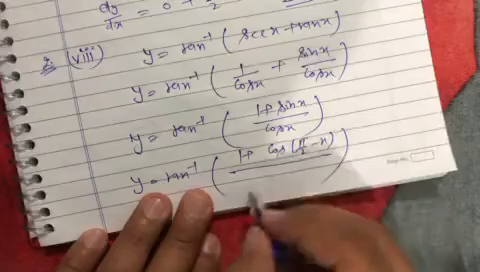 dy/dx = 0 + 1/2
Q. (viii) y = tan⁻¹ (secx + tanx)
y = tan⁻¹ (1/cosx + sinx/cosx)
y = tan⁻¹ ((1+sinx)/cosx)
y = tan⁻¹ (1+ cos(π/2 - x)